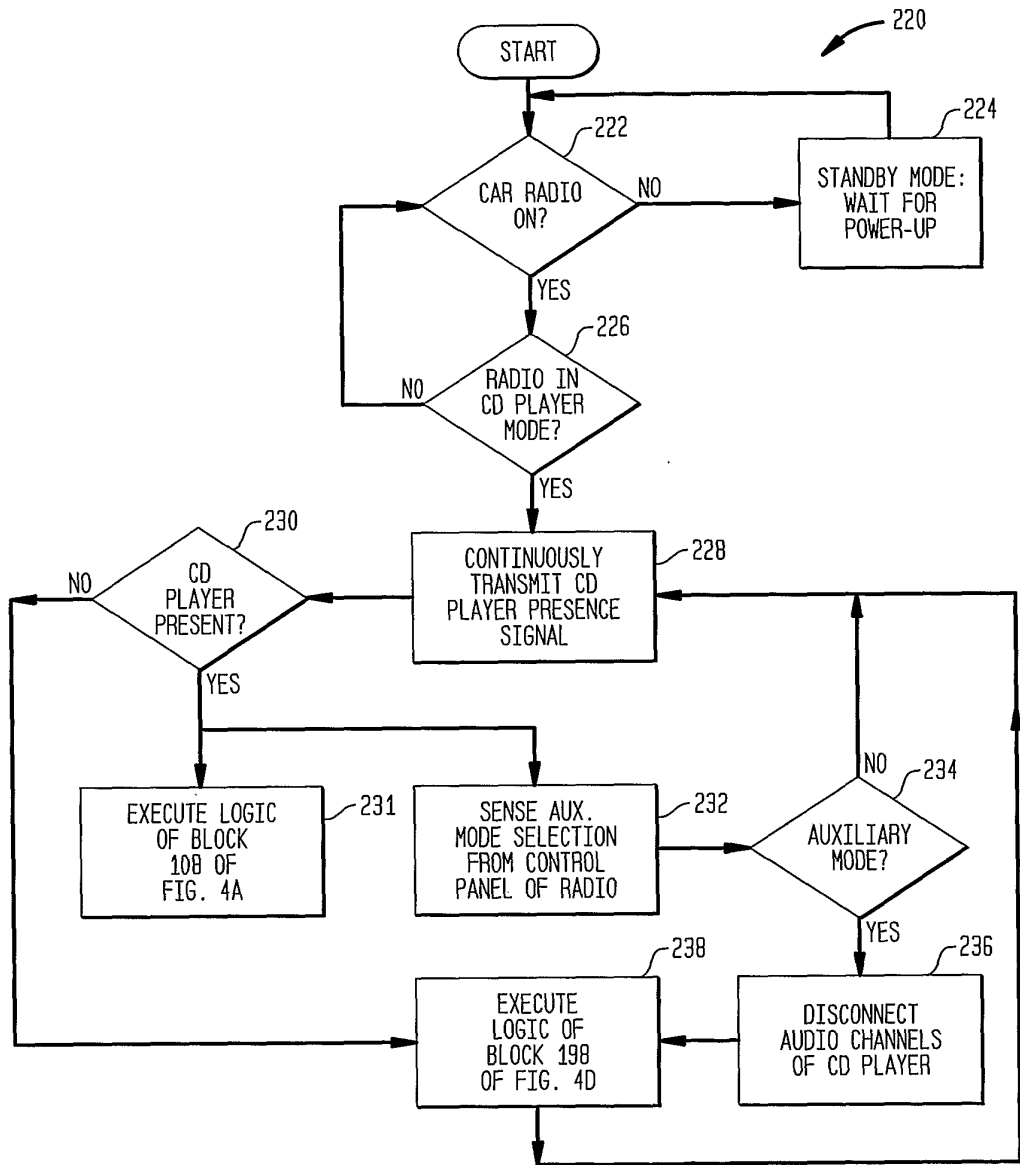 220
START
222
224
CAR RADIO
ON?
NO
STANDBY MODE:
WAIT FOR
POWER-UP
YES
226
NO
RADIO IN
CD PLAYER
MODE?
YES
230
228
NO
CD
PLAYER
PRESENT?
CONTINUOUSLY
TRANSMIT CD
PLAYER PRESENCE
SIGNAL
YES
NO
234
231
232
EXECUTE LOGIC
OF BLOCK
108 OF
FIG. 4A
SENSE AUX.
MODE SELECTION
FROM CONTROL
PANEL OF RADIO
AUXILIARY
MODE?
YES
238
236
EXECUTE
LOGIC OF
BLOCK 198
OF FIG. 4D
DISCONNECT
AUDIO CHANNELS
OF CD PLAYER